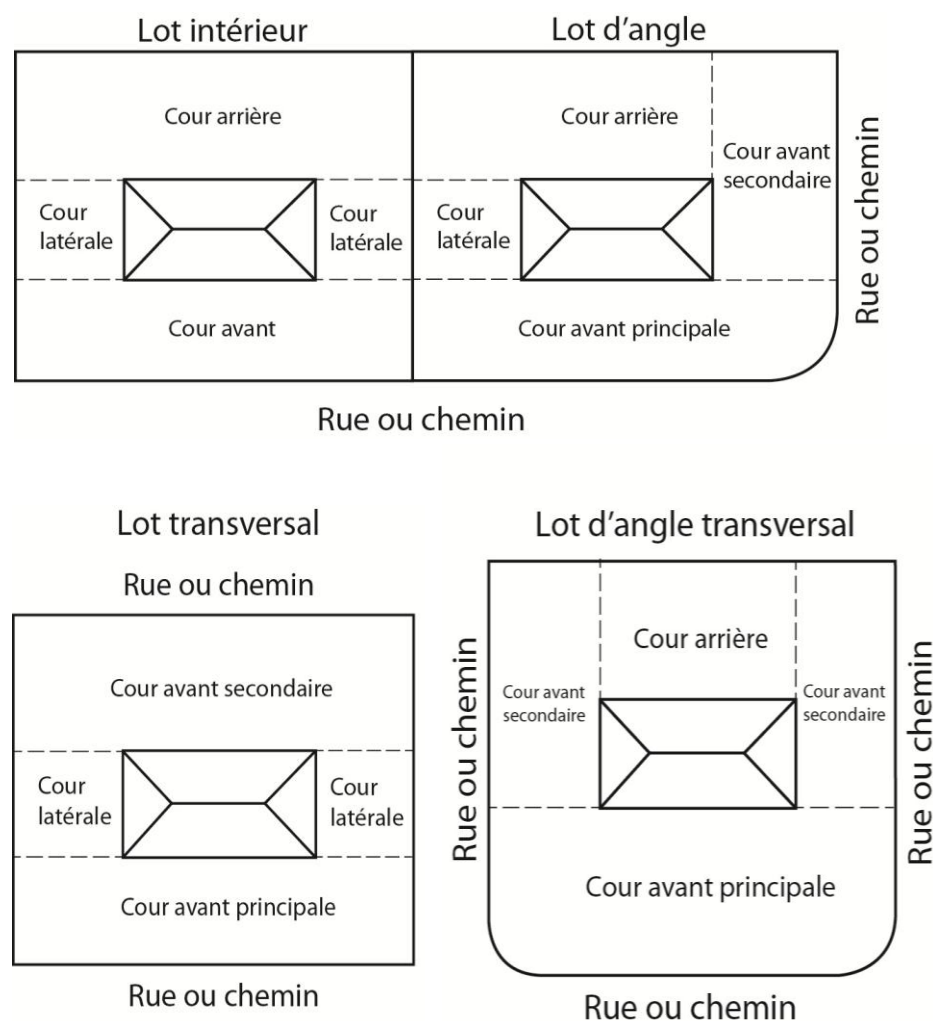 Lot intérieur
Lot d'angle
Cour arrière
Cour arrière
Cour avant
secondaire
Rue ou chemin
Cour
latérale
Cour
latérale
Cour
latérale
Cour avant
Cour avant principale
Rue ou chemin
Lot transversal
Rue ou chemin
Cour avant secondaire
Cour
latérale
Cour
latérale
Cour avant principale
Rue ou chemin
Lot d’angle transversal
Rue ou chemin
Cour arrière
Cour avant
secondaire
Cour avant
secondaire
Rue ou chemin
Cour avant principale
Rue ou chemin